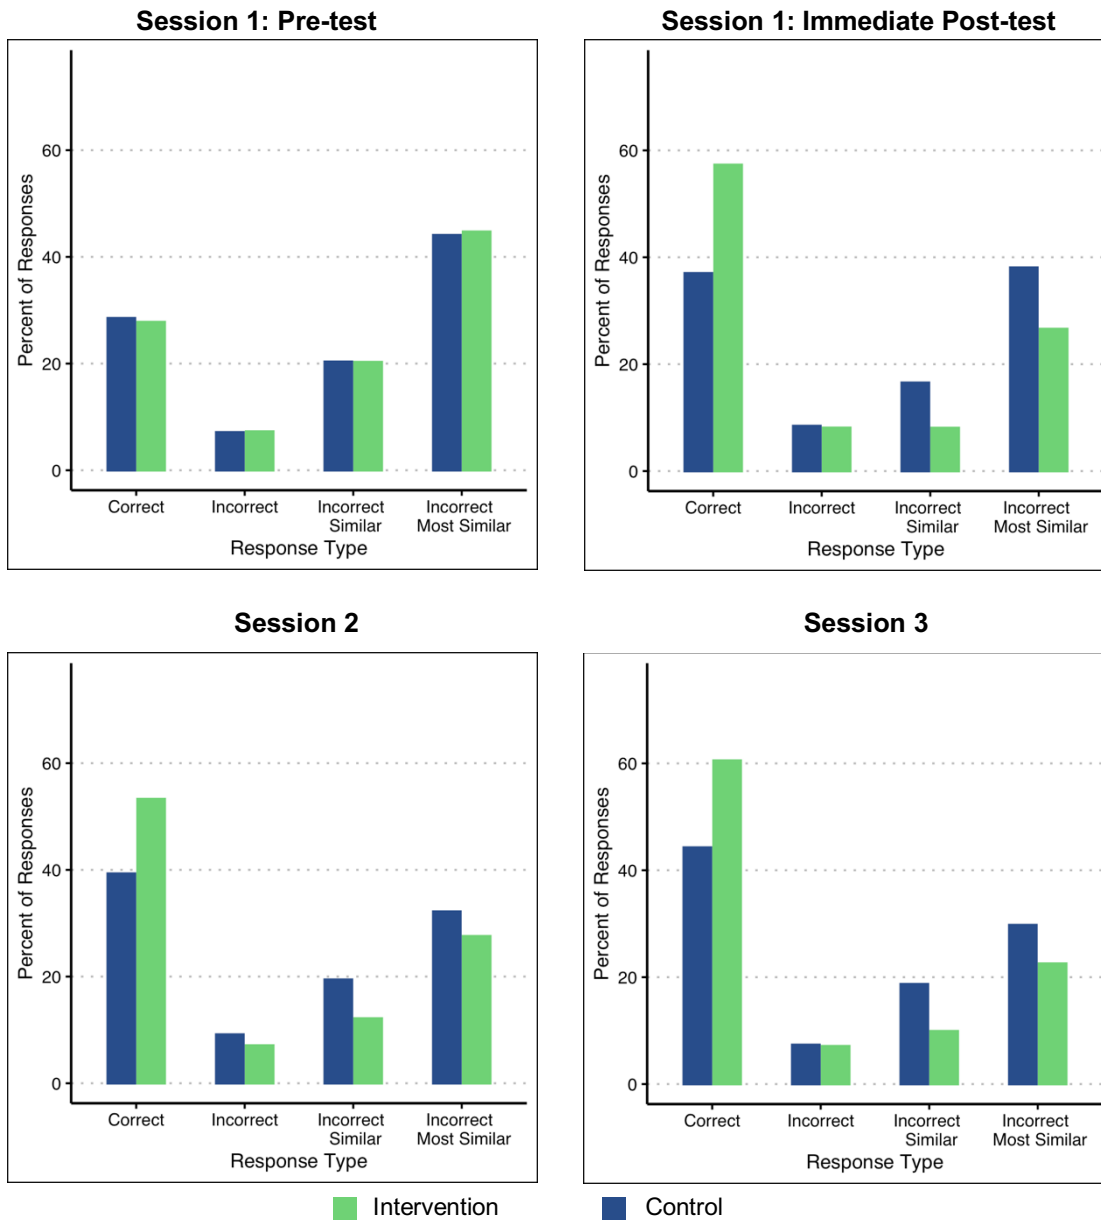 Session 1: Pre-test
Percent of Responses
60
40
20
0
Correct
Incorrect
Incorrect
Similar
Incorrect
Most Similar
Response Type
Session 1: Immediate Post-test
Percent of Responses
60
40
20
0
Correct
Incorrect
Incorrect
Similar
Incorrect
Most Similar
Response Type
Session 2
Percent of Responses
60
40
20
0
Correct
Incorrect
Incorrect
Similar
Incorrect
Most Similar
Response Type
Session 3
Percent of Responses
60
40
20
0
Correct
Incorrect
Incorrect
Similar
Incorrect
Most Similar
Response Type
Intervention
Control